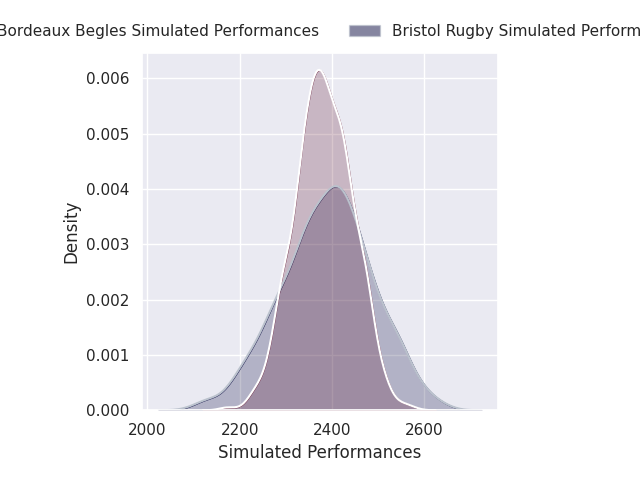 Bordeaux Begles Simulated Performances
Bristol Rugby Simulated Perform
0.006
0.005
0.004
0.003
0.002
0.001
0.000
Density
2000 2200 2400 2600
Simulated Performances